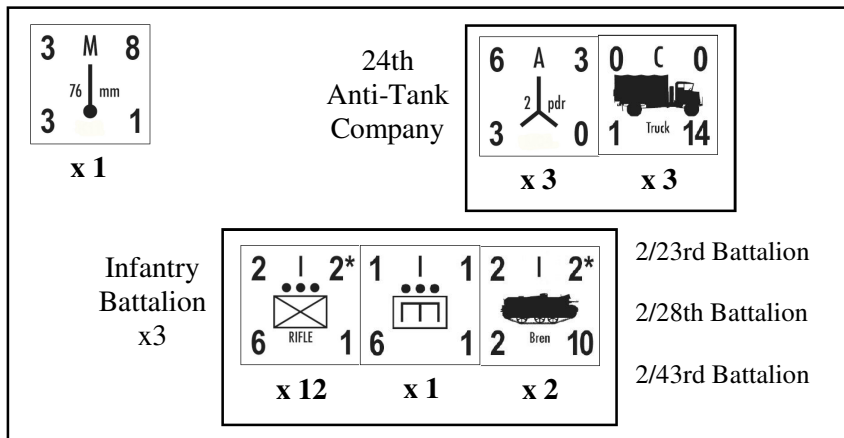 3 M 8
76 mm
3 1
x 1
24th
Anti-Tank
Company
6 A 3
2 pdr
3 0
x 3
0 C 0
Truck
1 14
x 3
Infantry
Battalion
x3
2 I 2*
RIFLE
6 1
x 12
1 I 1
6 1
x 1
2 I 2*
Bren
2 10
x 2
2/23rd Battalion
2/28th Battalion
2/43rd Battalion